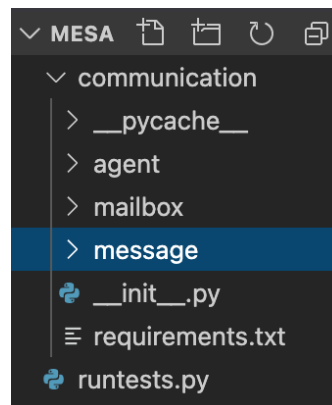 MESA
communication
__pycache__
agent
mailbox
message
__init__.py
requirements.txt
runtests.py